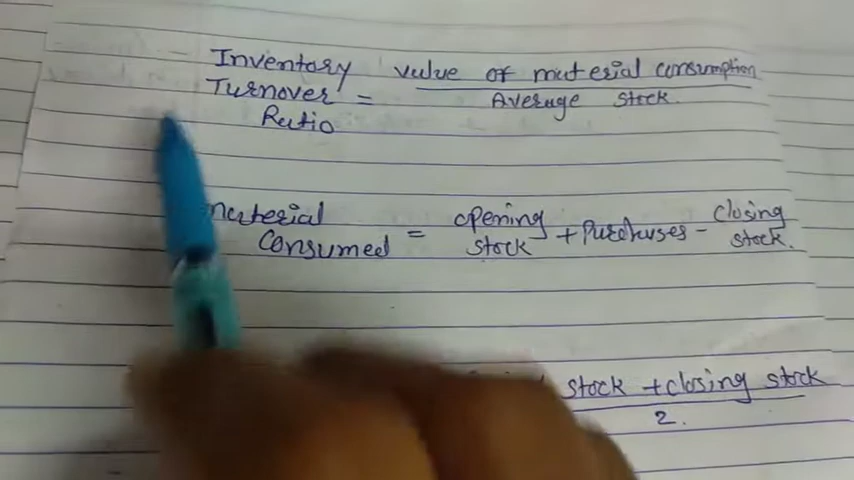 Inventory value of material consumption
Turnover = Average stock.
Ratio
material = opening + Purchases - closing
Consumed stock stock.
stock + closing stock
2.